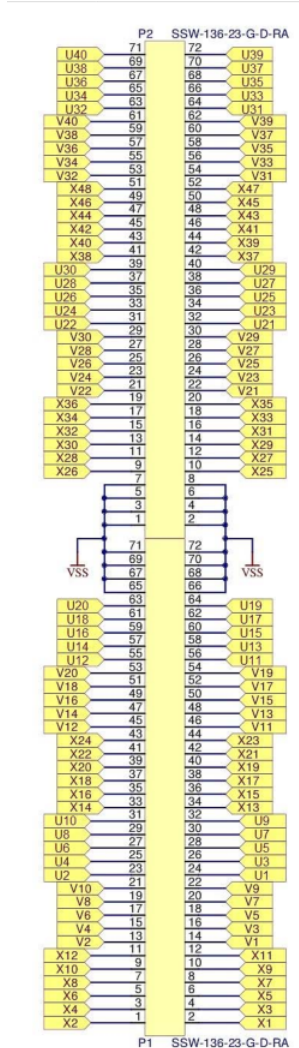 P2 SSW-136-23-G-D-RA
U40 71 72 U39
U38 69 70 U37
U36 67 68 U35
U34 65 66 U33
U32 63 64 U31
V40 61 62 V39
V38 59 60 V37
V36 57 58 V35
V34 55 56 V33
V32 53 54 V31
X48 51 52 X47
X46 49 50 X45
X44 47 48 X43
X42 45 46 X41
X40 43 44 X39
X38 41 42 X37
U30 39 40 U29
U28 37 38 U27
U26 35 36 U25
U24 33 34 U23
U22 31 32 U21
V30 29 30 V29
V28 27 28 V27
V26 25 26 V25
V24 23 24 V23
V22 21 22 V21
X36 19 20 X35
X34 17 18 X33
X32 15 16 X31
X30 13 14 X29
X28 11 12 X27
X26 9 10 X25
7 8
5 6
3 4
1 2
71 72
69 70
VSS 67 68 VSS
65 66
U20 63 64 U19
U18 61 62 U17
U16 59 60 U15
U14 57 58 U13
U12 55 56 U11
V20 53 54 V19
V18 51 52 V17
V16 49 50 V15
V14 47 48 V13
V12 45 46 V11
X24 43 44 X23
X22 41 42 X21
X20 39 40 X19
X18 37 38 X17
X16 35 36 X15
X14 33 34 X13
U10 31 32 U9
U8 29 30 U7
U6 27 28 U5
U4 25 26 U3
U2 23 24 U1
V10 21 22 V9
V8 19 20 V7
V6 17 18 V5
V4 15 16 V3
V2 13 14 V1
X12 11 12 X11
X10 9 10 X9
X8 7 8 X7
X6 5 6 X5
X4 3 4 X3
X2 1 2 X1
P1 SSW-136-23-G-D-RA